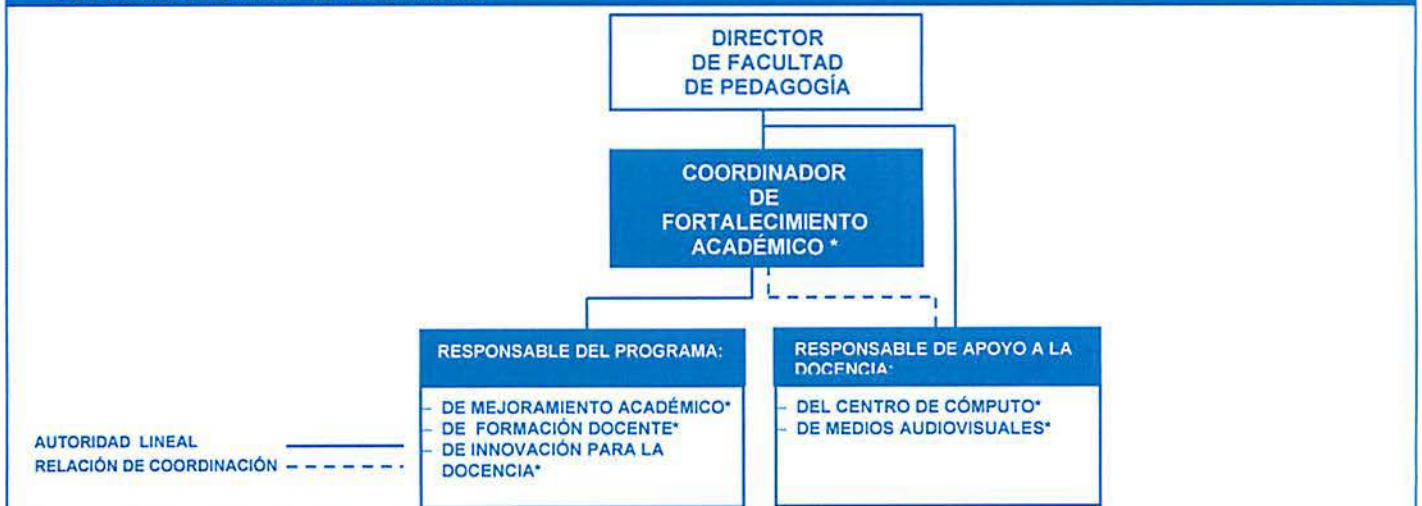 DIRECTOR
DE FACULTAD
DE PEDAGOGÍA
COORDINADOR
DE
FORTALECIMIENTO
ACADÉMICO *
RESPONSABLE DEL PROGRAMA:
– DE MEJORAMIENTO ACADÉMICO*
– DE FORMACIÓN DOCENTE*
– DE INNOVACIÓN PARA LA
DOCENCIA*
RESPONSABLE DE APOYO A LA
DOCENCIA:
– DEL CENTRO DE CÓMPUTO*
– DE MEDIOS AUDIOVISUALES*
AUTORIDAD LINEAL
RELACIÓN DE COORDINACIÓN